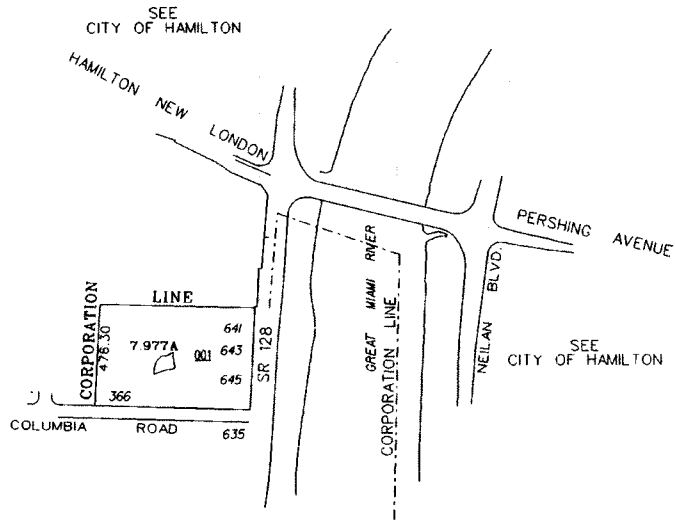 SEE
CITY OF HAMILTON
HAMILTON NEW LONDON
PERSHING AVENUE
NEILAN BLVD.
GREAT MIAMI RIVER
CORPORATION LINE
SEE
CITY OF HAMILTON
SR 128
CORPORATION
LINE
476.30
7.977A
001
641
643
645
366
COLUMBIA ROAD
635